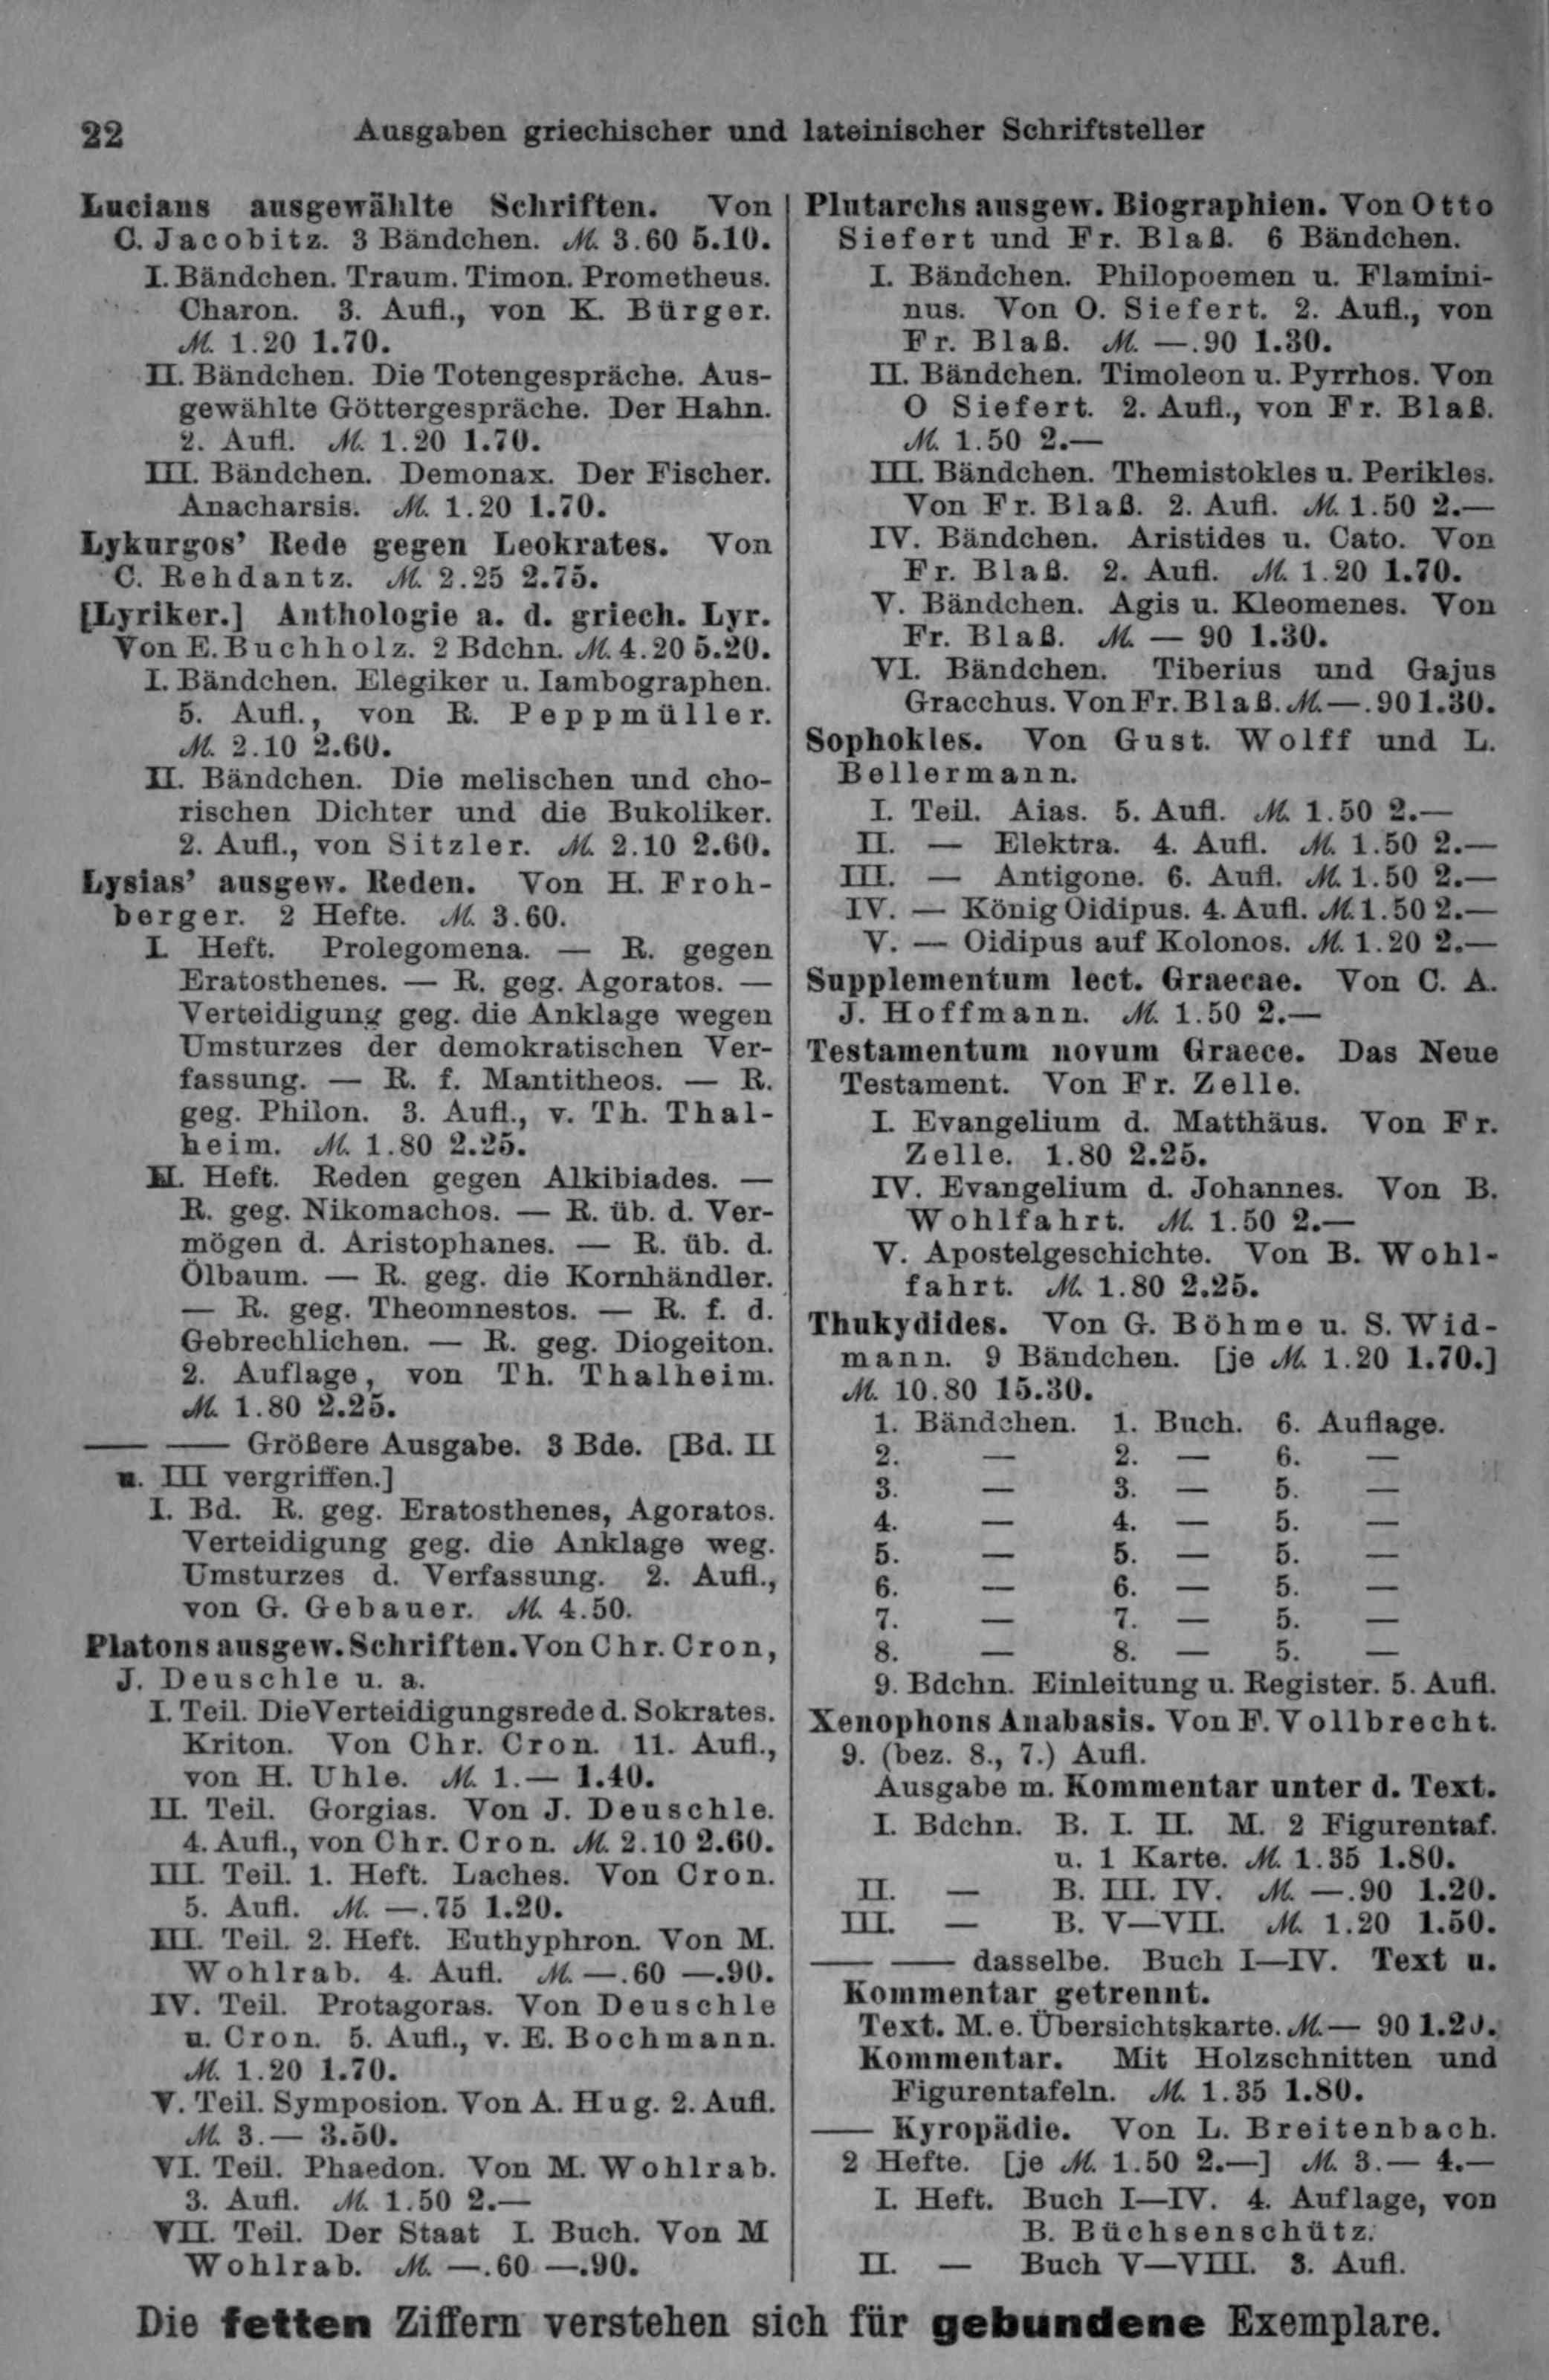 22
Ausgaben griechischer und lateinischer Schriftsteller
Lucians ausgewählte Schriften. Von
C. Jacobitz. 3 Bändchen. M. 3.60 5.10.
I. Bändchen. Traum. Timon. Prometheus.
Charon. 3. Aufl., von K. Bürger.
M. 1.20 1.70.
II. Bändchen. Die Totengespräche. Aus-
gewählte Göttergespräche. Der Hahn.
2. Aufl. M. 1.20 1.70.
III. Bändchen. Demonax. Der Fischer.
Anacharsis. M. 1.20 1.70.
Lykurgos’ Rede gegen Leokrates. Von
C. Rehdantz. M. 2.25 2.75.
[Lyriker.] Anthologie a. d. griech. Lyr.
Von E. Buchholz. 2 Bdchn. M. 4.20 5.20.
I. Bändchen. Elegiker u. Iambographen.
5. Aufl., von R. Peppmüller.
M. 2.10 2.60.
II. Bändchen. Die melischen und cho-
rischen Dichter und die Bukoliker.
2. Aufl., von Sitzler. M. 2.10 2.60.
Lysias’ ausgew. Reden. Von H. Froh-
berger. 2 Hefte. M. 3.60.
I. Heft. Prolegomena. — R. gegen
Eratosthenes. — R. geg. Agoratos. —
Verteidigung geg. die Anklage wegen
Umsturzes der demokratischen Ver-
fassung. — R. f. Mantitheos. — R.
geg. Philon. 3. Aufl., v. Th. Thal-
heim. M. 1.80 2.25.
II. Heft. Reden gegen Alkibiades. —
R. geg. Nikomachos. — R. üb. d. Ver-
mögen d. Aristophanes. — R. üb. d.
Ölbaum. — R. geg. die Kornhändler.
— R. geg. Theomnestos. — R. f. d.
Gebrechlichen. — R. geg. Diogeiton.
2. Auflage, von Th. Thalheim.
M. 1.80 2.25.
— — Größere Ausgabe. 3 Bde. [Bd. II
u. III vergriffen.]
I. Bd. R. geg. Eratosthenes, Agoratos.
Verteidigung geg. die Anklage weg.
Umsturzes d. Verfassung. 2. Aufl.,
von G. Gebauer. M. 4.50.
Platons ausgew. Schriften. Von Chr. Cron,
J. Deuschle u. a.
I. Teil. Die Verteidigungsrede d. Sokrates.
Kriton. Von Chr. Cron. 11. Aufl.,
von H. Uhle. M. 1.— 1.40.
II. Teil. Gorgias. Von J. Deuschle.
4. Aufl., von Chr. Cron. M. 2.10 2.60.
III. Teil. 1. Heft. Laches. Von Cron.
5. Aufl. M. —.75 1.20.
III. Teil. 2. Heft. Euthyphron. Von M.
Wohlrab. 4. Aufl. M. —.60 —.90.
IV. Teil. Protagoras. Von Deuschle
u. Cron. 5. Aufl., v. E. Bochmann.
M. 1.20 1.70.
V. Teil. Symposion. Von A. Hug. 2. Aufl.
M. 3.— 3.50.
VI. Teil. Phaedon. Von M. Wohlrab.
3. Aufl. M. 1.50 2.—
VII. Teil. Der Staat I. Buch. Von M
Wohlrab. M. —.60 —.90.
Plutarchs ausgew. Biographien. Von Otto
Siefert und Fr. Blaß. 6 Bändchen.
I. Bändchen. Philopoemen u. Flamini-
nus. Von O. Siefert. 2. Aufl., von
Fr. Blaß. M. —.90 1.30.
II. Bändchen. Timoleon u. Pyrrhos. Von
O Siefert. 2. Aufl., von Fr. Blaß.
M. 1.50 2.—
III. Bändchen. Themistokles u. Perikles.
Von Fr. Blaß. 2. Aufl. M. 1.50 2.—
IV. Bändchen. Aristides u. Cato. Von
Fr. Blaß. 2. Aufl. M. 1.20 1.70.
V. Bändchen. Agis u. Kleomenes. Von
Fr. Blaß. M. — 90 1.30.
VI. Bändchen. Tiberius und Gajus
Gracchus. Von Fr. Blaß. M. —.90 1.30.
Sophokles. Von Gust. Wolff und L.
Bellermann.
I. Teil. Aias. 5. Aufl. M. 1.50 2.—
II. — Elektra. 4. Aufl. M. 1.50 2.—
III. — Antigone. 6. Aufl. M. 1.50 2.—
IV. — König Oidipus. 4. Aufl. M. 1.50 2.—
V. — Oidipus auf Kolonos. M. 1.20 2.—
Supplementum lect. Graecae. Von C. A.
J. Hoffmann. M. 1.50 2.—
Testamentum novum Graece. Das Neue
Testament. Von Fr. Zelle.
I. Evangelium d. Matthäus. Von Fr.
Zelle. 1.80 2.25.
IV. Evangelium d. Johannes. Von B.
Wohlfahrt. M. 1.50 2.—
V. Apostelgeschichte. Von B. Wohl-
fahrt. M. 1.80 2.25.
Thukydides. Von G. Böhme u. S. Wid-
mann. 9 Bändchen. [je M. 1.20 1.70.]
M. 10.80 15.30.
1. Bändchen. 1. Buch. 6. Auflage.
2. — 2. — 6. —
3. — 3. — 5. —
4. — 4. — 5. —
5. — 5. — 5. —
6. — 6. — 5. —
7. — 7. — 5. —
8. — 8. — 5. —
9. Bdchn. Einleitung u. Register. 5. Aufl.
Xenophons Anabasis. Von F. Vollbrecht.
9. (bez. 8., 7.) Aufl.
Ausgabe m. Kommentar unter d. Text.
I. Bdchn. B. I. II. M. 2 Figurentaf.
u. 1 Karte. M. 1.35 1.80.
II. — B. III. IV. M. —.90 1.20.
III. — B. V—VII. M. 1.20 1.50.
— — dasselbe. Buch I—IV. Text u.
Kommentar getrennt.
Text. M. e. Übersichtskarte. M. — 90 1.20.
Kommentar. Mit Holzschnitten und
Figurentafeln. M. 1.35 1.80.
— Kyropädie. Von L. Breitenbach.
2 Hefte. [je M. 1.50 2.—] M. 3.— 4.—
I. Heft. Buch I—IV. 4. Auflage, von
B. Büchsenschütz.
II. — Buch V—VIII. 3. Aufl.
Die fetten Ziffern verstehen sich für gebundene Exemplare.